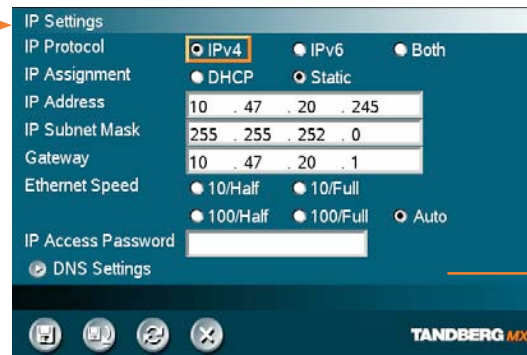 IP Settings
IP Protocol IPv4 IPv6 Both
IP Assignment DHCP Static
IP Address 10 . 47 . 20 . 245
IP Subnet Mask 255 . 255 . 252 . 0
Gateway 10 . 47 . 20 . 1
Ethernet Speed 10/Half 10/Full
100/Half 100/Full Auto
IP Access Password
DNS Settings
TANDBERG MX